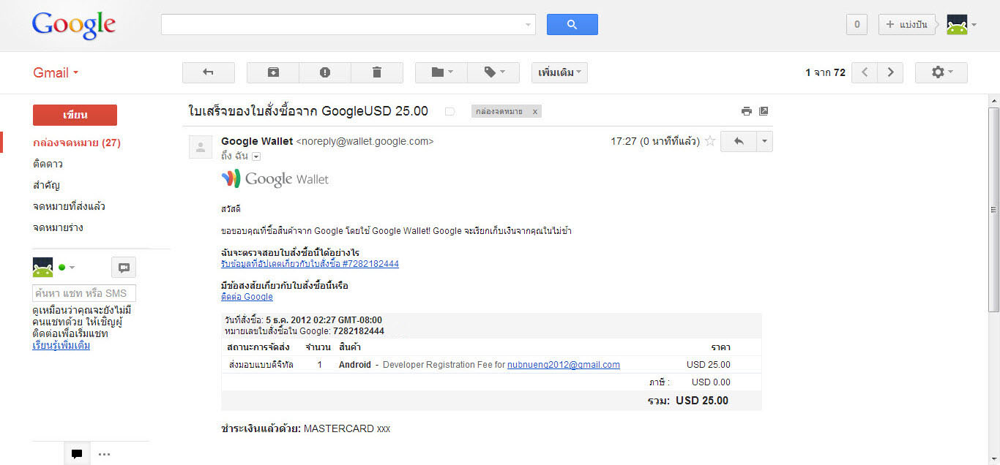 Google
0
+ แบ่งปัน
Gmail
เพิ่มเติม
1 จาก 72
เขียน
กล่องจดหมาย (27)
ติดดาว
สำคัญ
จดหมายที่ส่งแล้ว
จดหมายร่าง
ค้นหา แชท หรือ SMS
ดูเหมือนว่าคุณจะยังไม่มี
คนแชทด้วย ให้เชิญผู้
ติดต่อเพื่อเริ่มแชท
เรียนรู้เพิ่มเติม
ใบเสร็จของใบสั่งซื้อจาก GoogleUSD 25.00
กล่องจดหมาย x
Google Wallet <noreply@wallet.google.com>
17:27 (0 นาทีที่แล้ว)
ถึง ฉัน
Google Wallet
สวัสดี
ขอขอบคุณที่ซื้อสินค้าจาก Google โดยใช้ Google Wallet! Google จะเรียกเก็บเงินจากคุณในไม่ช้า
ฉันจะตรวจสอบใบสั่งซื้อนี้ได้อย่างไร
รับข้อมูลที่อัปเดตเกี่ยวกับใบสั่งซื้อ #7282182444
มีข้อสงสัยเกี่ยวกับใบสั่งซื้อนี้หรือ
ติดต่อ Google
วันที่สั่งซื้อ: 5 ธ.ค. 2012 02:27 GMT-08:00
หมายเลขใบสั่งซื้อใน Google: 7282182444
สถานะการจัดส่ง จำนวน สินค้า ราคา
ส่งมอบแบบดิจิทัล 1 Android - Developer Registration Fee for nubnueng2012@gmail.com USD 25.00
ภาษี : USD 0.00
รวม: USD 25.00
ชำระเงินแล้วด้วย: MASTERCARD xxx